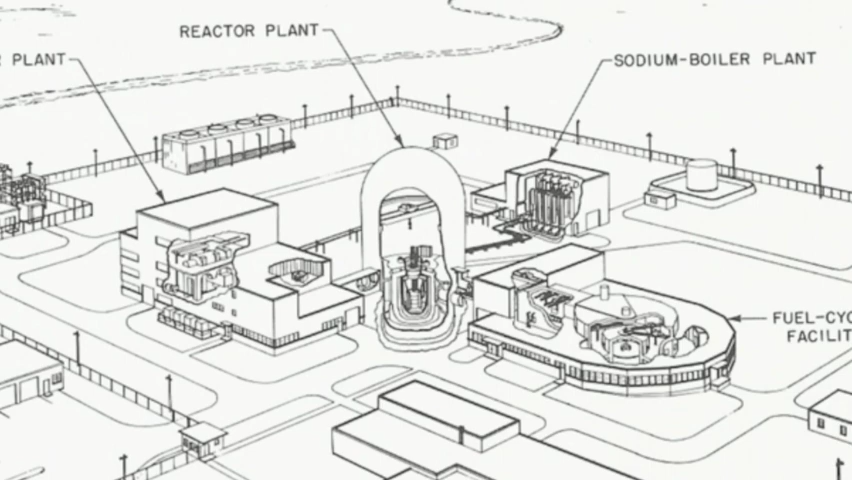 REACTOR PLANT
PLANT
SODIUM-BOILER PLANT
FUEL-CYC
FACILIT